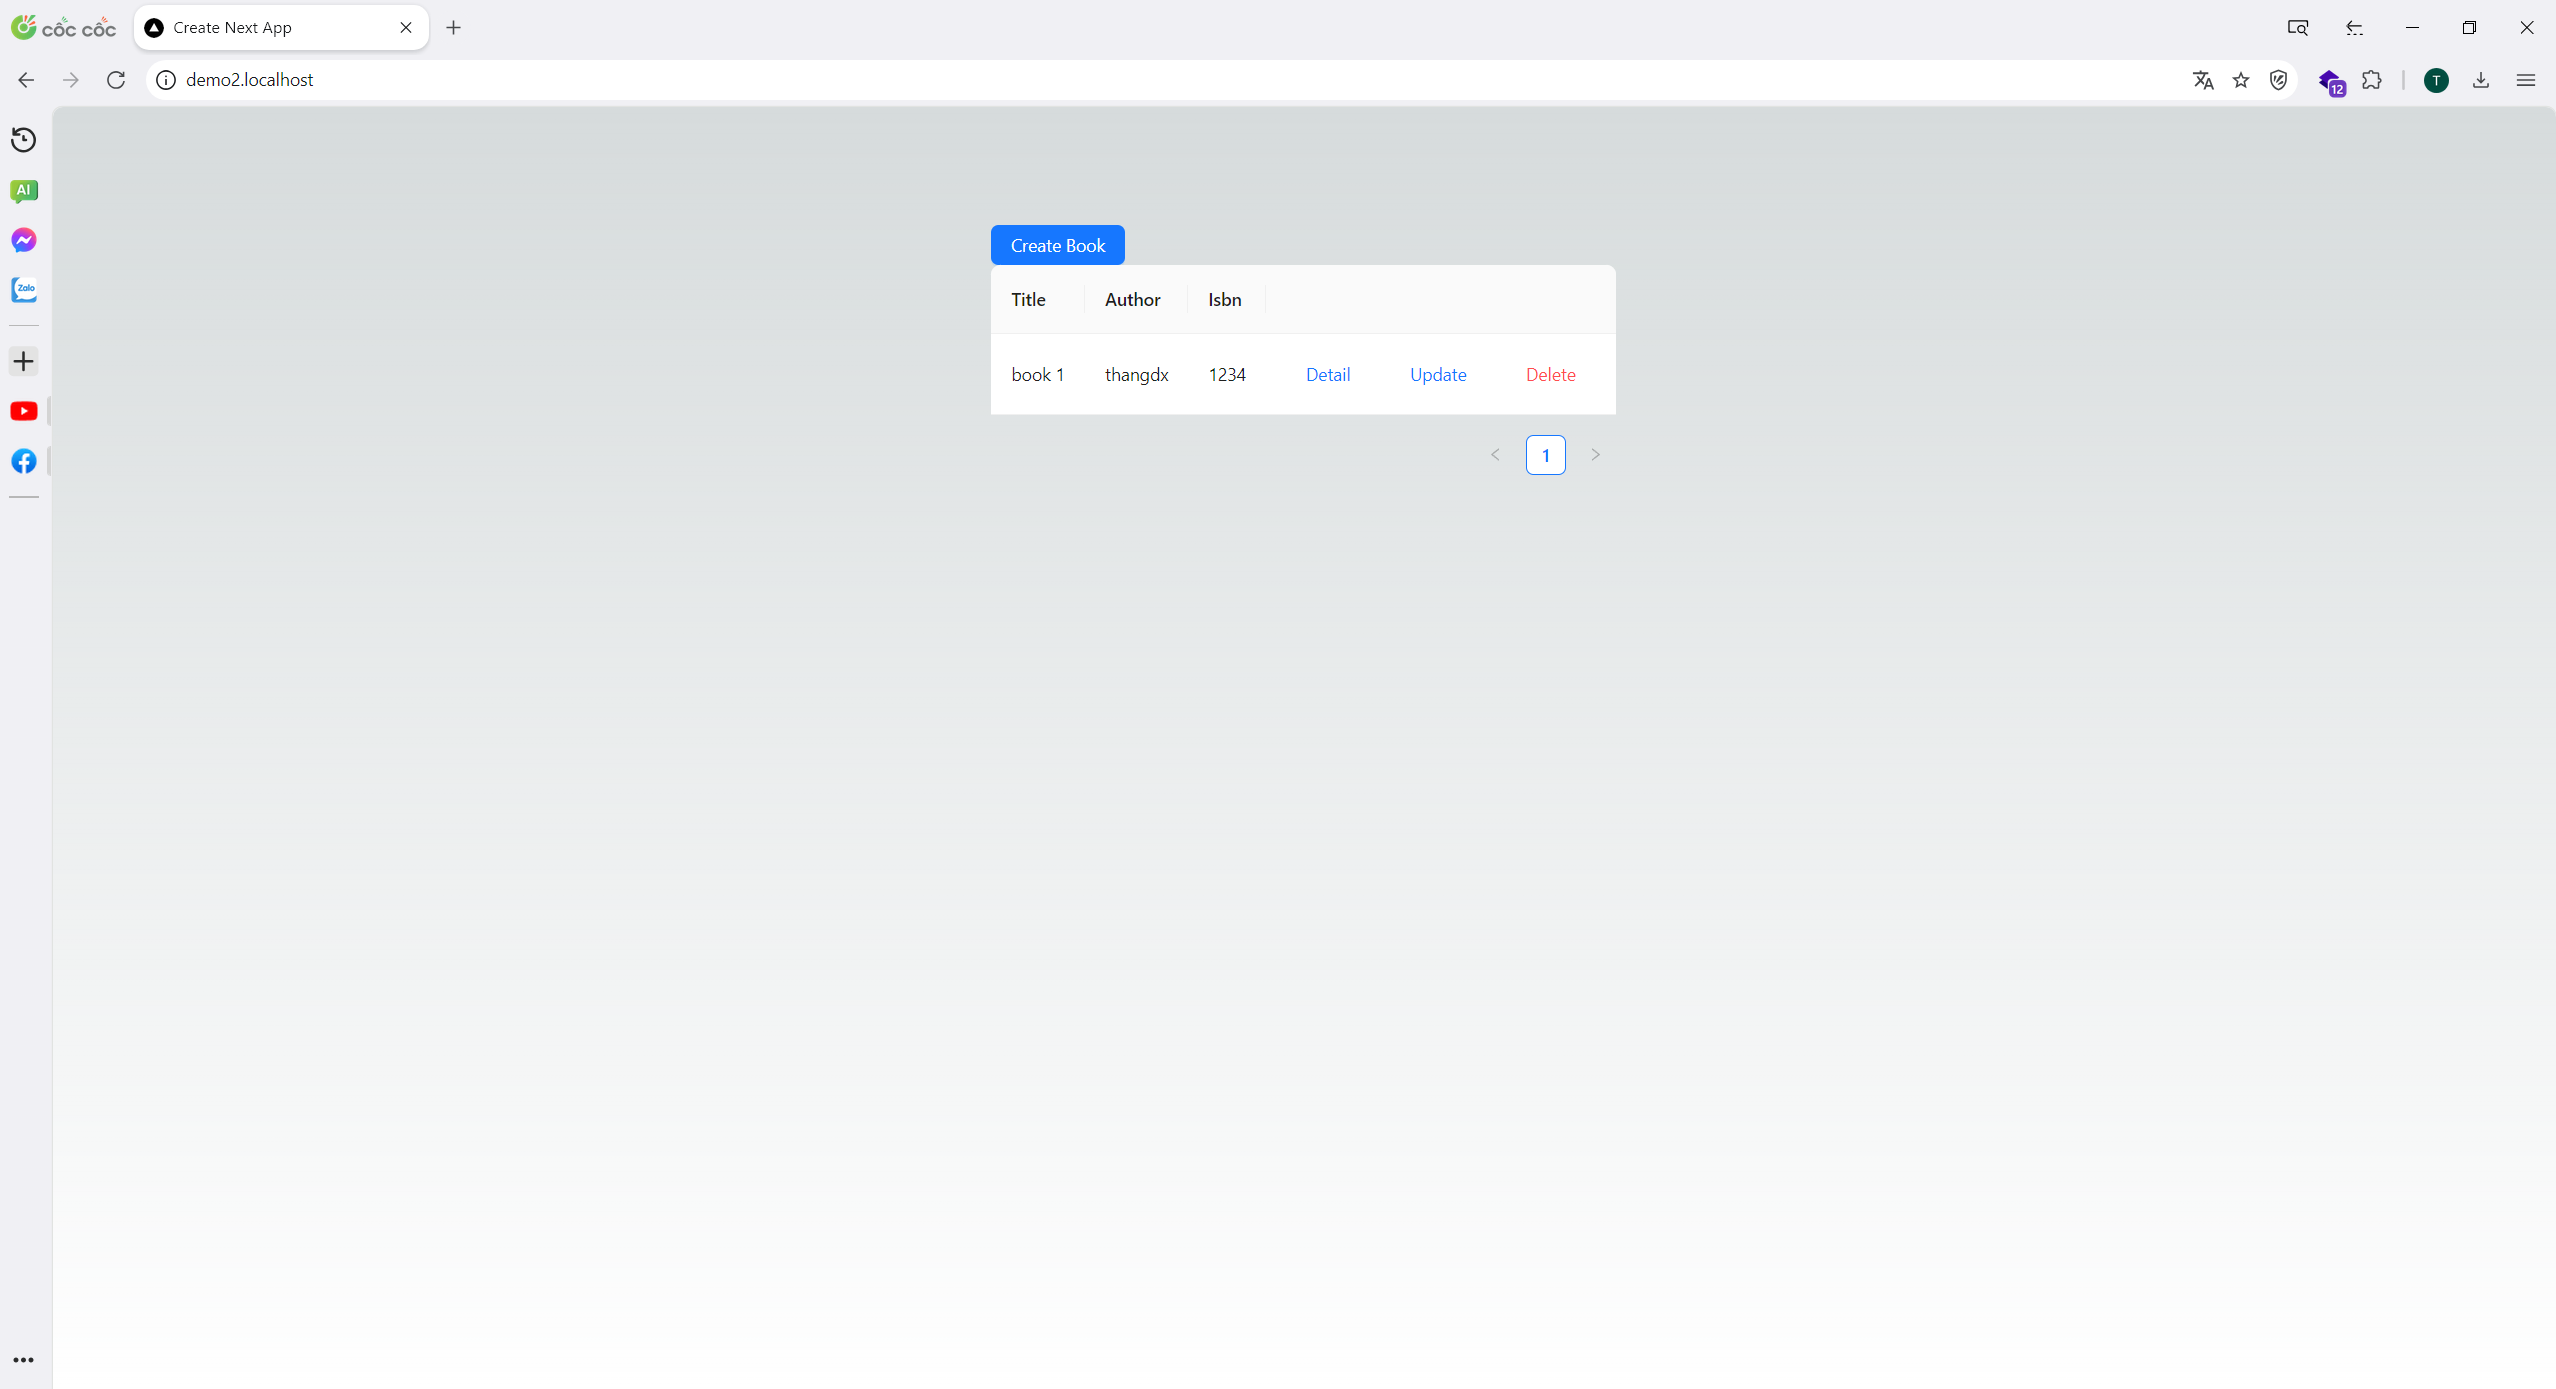 cốc cốc
Create Next App
demo2.localhost
12
T
AI
Zalo
Create Book
Title Author Isbn
book 1 thangdx 1234 Detail Update Delete
1